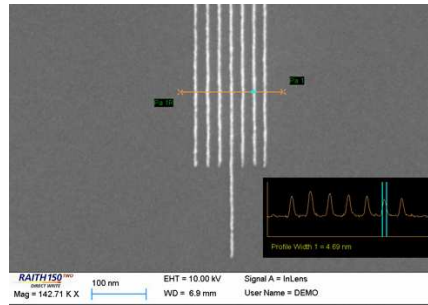 Pa 1
Pa 1R
Profile Width 1 = 4.69 nm
RAITH150 TWO
DIRECT WRITE
Mag = 142.71 K X
100 nm
EHT = 10.00 kV
WD = 6.9 mm
Signal A = InLens
User Name = DEMO